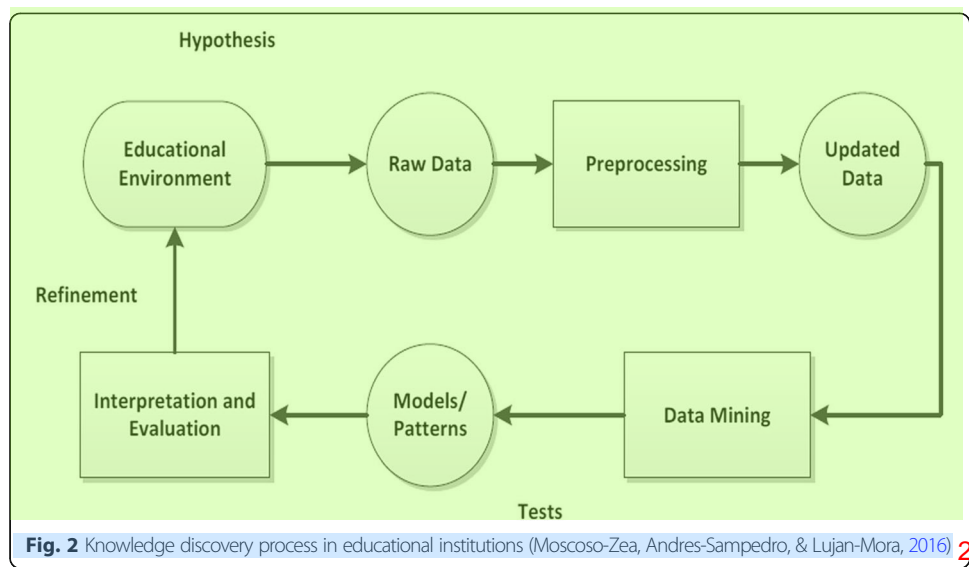 Hypothesis
Educational
Environment
Raw Data
Preprocessing
Updated
Data
Refinement
Interpretation and
Evaluation
Models/
Patterns
Data Mining
Tests
Fig. 2 Knowledge discovery process in educational institutions (Moscoso-Zea, Andres-Sampedro, & Lujan-Mora, 2016) 2